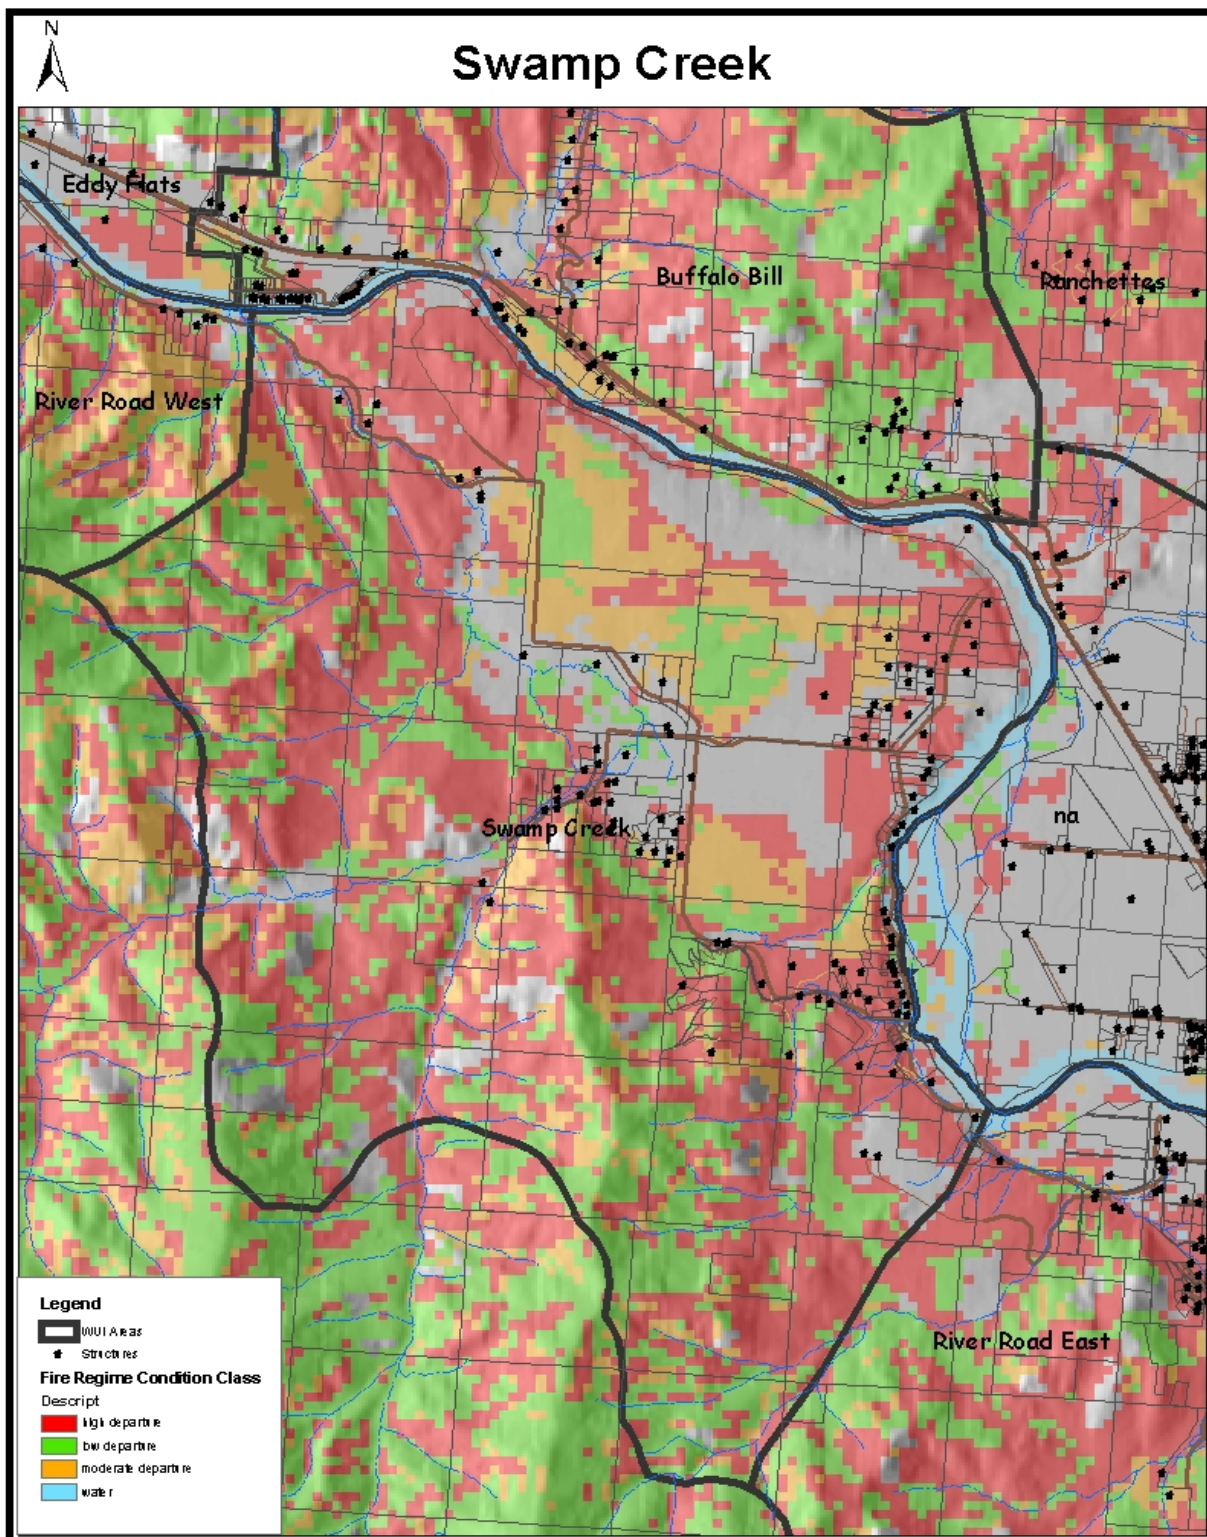 N
Swamp Creek
Eddy Flats
Buffalo Bill
Ranchettes
River Road West
na
Swamp Creek
River Road East
Legend
WUI Areas
Structures
Fire Regime Condition Class
Descript
high departure
low departure
moderate departure
water